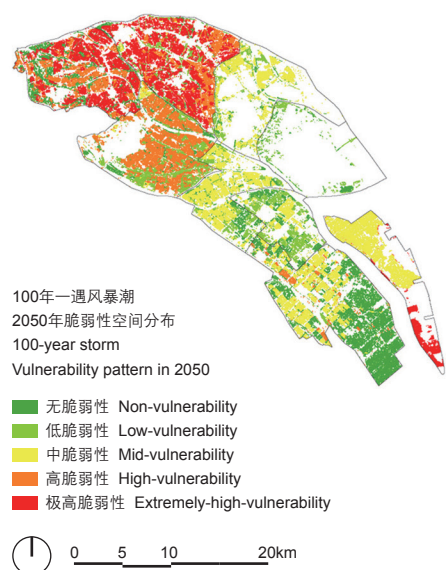 100年一遇风暴潮
2050年脆弱性空间分布
100-year storm
Vulnerability pattern in 2050
无脆弱性 Non-vulnerability
低脆弱性 Low-vulnerability
中脆弱性 Mid-vulnerability
高脆弱性 High-vulnerability
极高脆弱性 Extremely-high-vulnerability
0 5 10 20km